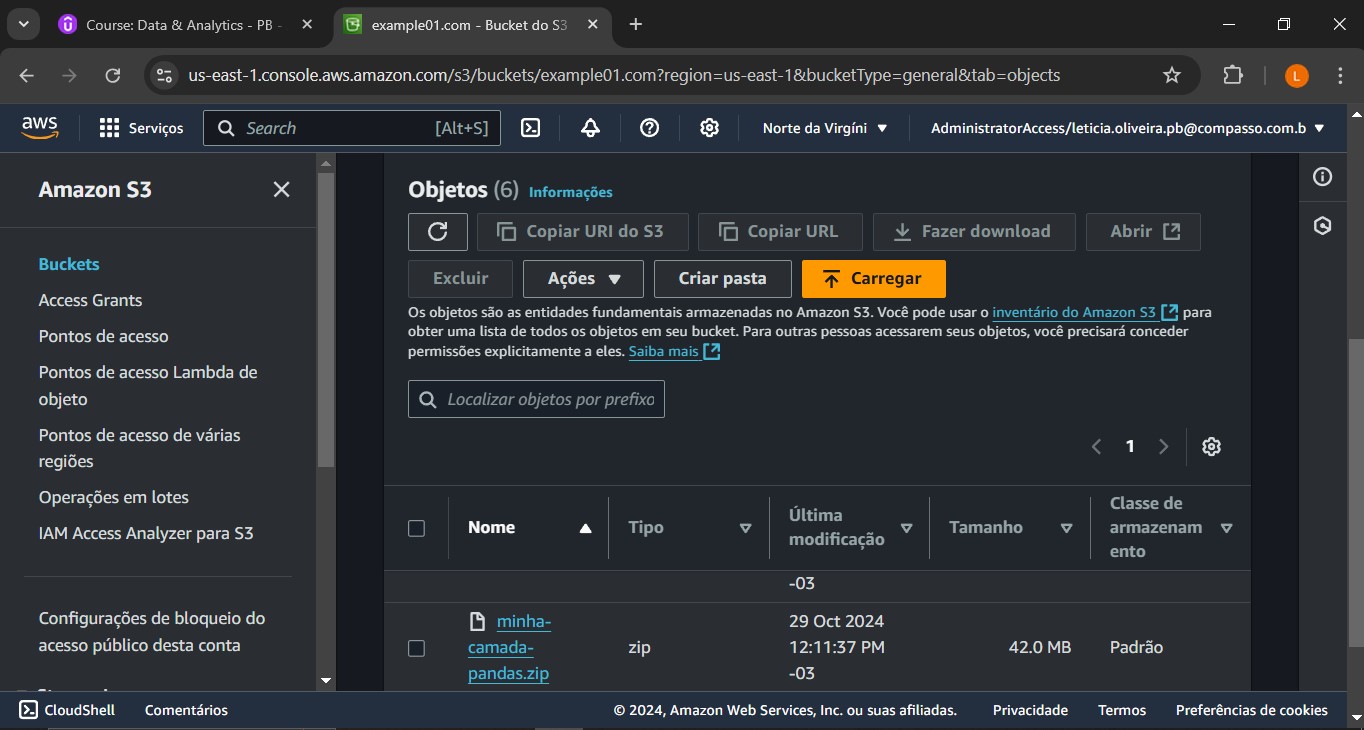 Course: Data & Analytics - PB -
example01.com - Bucket do S3
us-east-1.console.aws.amazon.com/s3/buckets/example01.com?region=us-east-1&bucketType=general&tab=objects
L
aws
Serviços
Search
[Alt+S]
Norte da Virgíni
AdministratorAccess/leticia.oliveira.pb@compasso.com.b
Amazon S3
Buckets
Access Grants
Pontos de acesso
Pontos de acesso Lambda de
objeto
Pontos de acesso de várias
regiões
Operações em lotes
IAM Access Analyzer para S3
Configurações de bloqueio do
acesso público desta conta
Objetos (6) Informações
Copiar URI do S3
Copiar URL
Fazer download
Abrir
Excluir
Ações
Criar pasta
Carregar
Os objetos são as entidades fundamentais armazenadas no Amazon S3. Você pode usar o inventário do Amazon S3 para
obter uma lista de todos os objetos em seu bucket. Para outras pessoas acessarem seus objetos, você precisará conceder
permissões explicitamente a eles. Saiba mais
Localizar objetos por prefixo
1
Nome
Tipo
Última
modificação
Tamanho
Classe de
armazenam
ento
-03
minha-
camada-
pandas.zip
zip
29 Oct 2024
12:11:37 PM
-03
42.0 MB
Padrão
CloudShell
Comentários
© 2024, Amazon Web Services, Inc. ou suas afiliadas.
Privacidade
Termos
Preferências de cookies